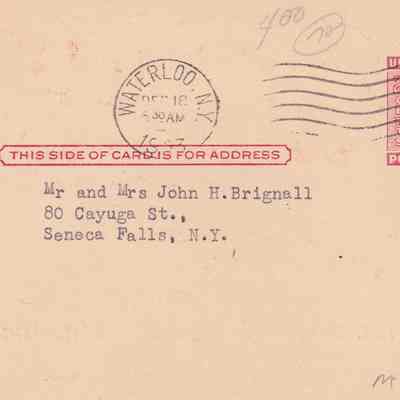 400
WATERLOO, N.Y.
DEC 18
THIS SIDE OF CARD IS FOR ADDRESS
Mr and Mrs John H.Brignall
80 Cayuga St.,
Seneca Falls, N.Y.